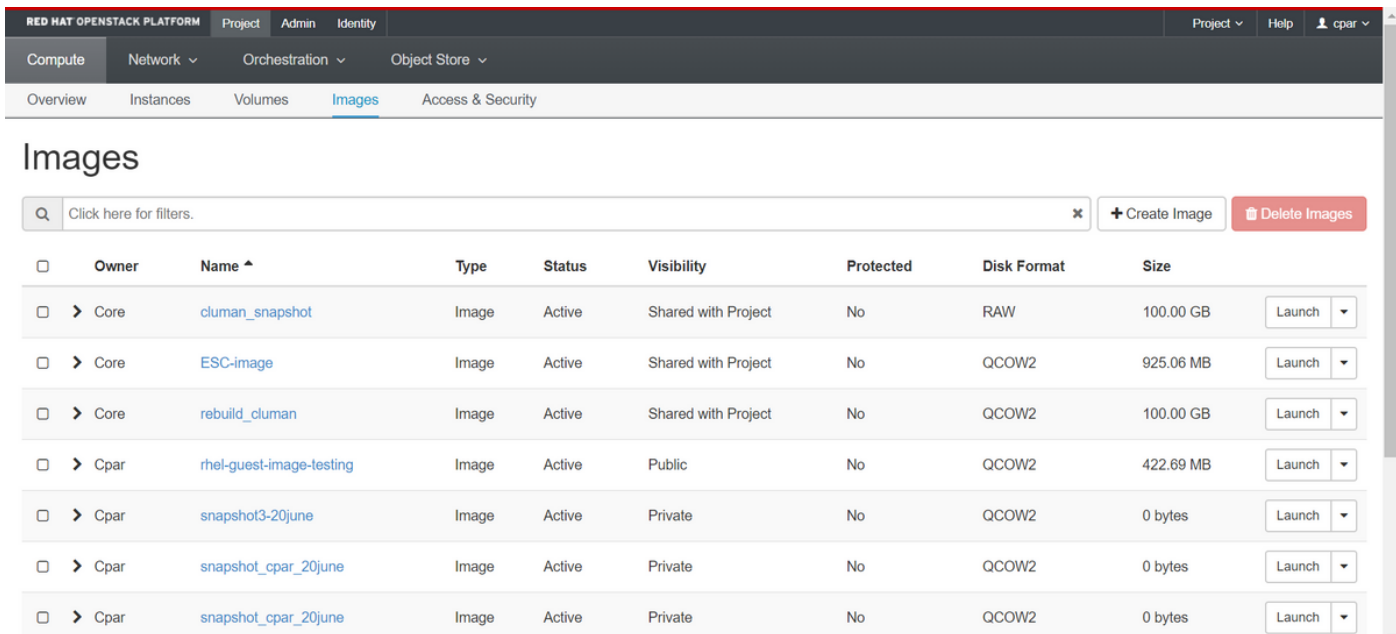 RED HAT OPENSTACK PLATFORM Project Admin Identity Project Help cpar
Compute Network Orchestration Object Store
Overview Instances Volumes Images Access & Security
Images
Click here for filters. Create Image Delete Images
Owner Name Type Status Visibility Protected Disk Format Size
Core cluman_snapshot Image Active Shared with Project No RAW 100.00 GB Launch
Core ESC-image Image Active Shared with Project No QCOW2 925.06 MB Launch
Core rebuild_cluman Image Active Shared with Project No QCOW2 100.00 GB Launch
Cpar rhel-guest-image-testing Image Active Public No QCOW2 422.69 MB Launch
Cpar snapshot3-20june Image Active Private No QCOW2 0 bytes Launch
Cpar snapshot_cpar_20june Image Active Private No QCOW2 0 bytes Launch
Cpar snapshot_cpar_20june Image Active Private No QCOW2 0 bytes Launch